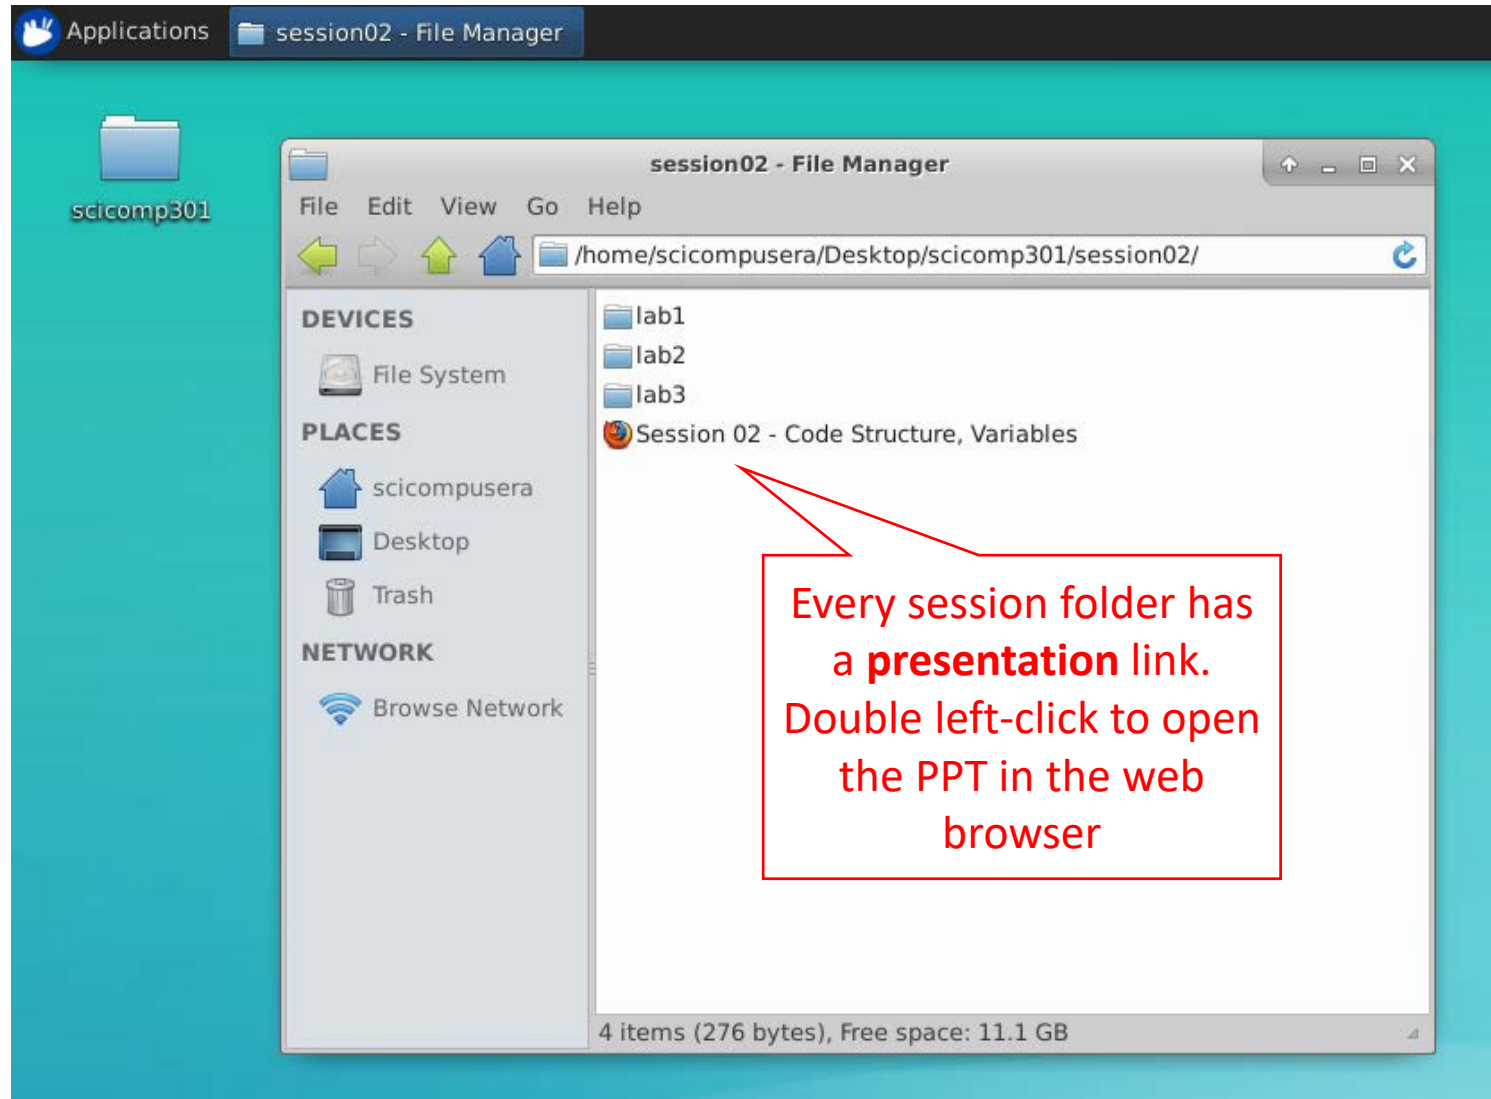 Applications
session02 - File Manager
scicomp301
session02 - File Manager
File Edit View Go Help
/home/scicompusera/Desktop/scicomp301/session02/
DEVICES
File System
PLACES
scicompusera
Desktop
Trash
NETWORK
Browse Network
lab1
lab2
lab3
Session 02 - Code Structure, Variables
Every session folder has
a presentation link.
Double left-click to open
the PPT in the web
browser
4 items (276 bytes), Free space: 11.1 GB